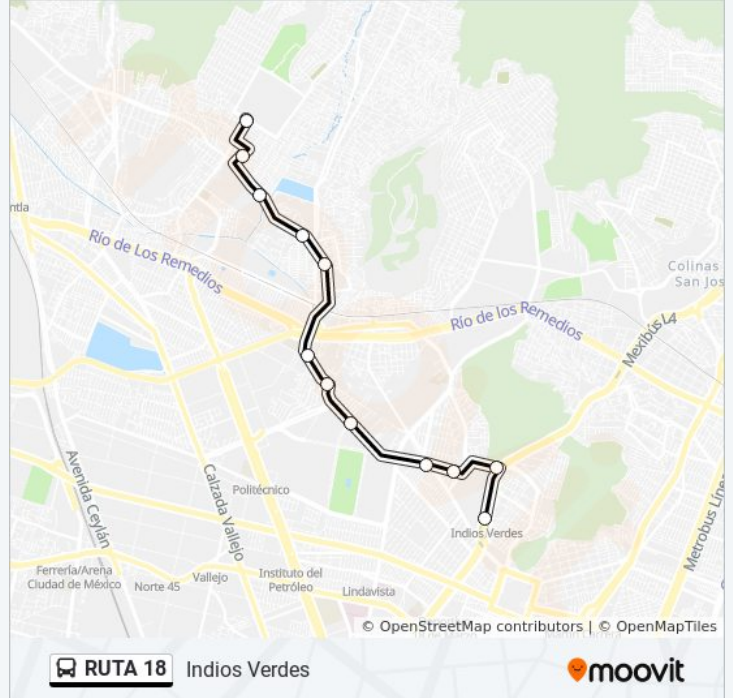 ntla
Río de Los Remedios
Colinas
San Jos
Río de los Remedios
Mexibús L4
Avenida Ceylán
Calzada Vallejo
Politécnico
Indios Verdes
Metrobus Líne
Ferrería/Arena
Ciudad de México
Norte 45
Vallejo
Instituto del
Petróleo
Lindavista
© OpenStreetMap contributors | © OpenMapTiles
RUTA 18 Indios Verdes
moovit